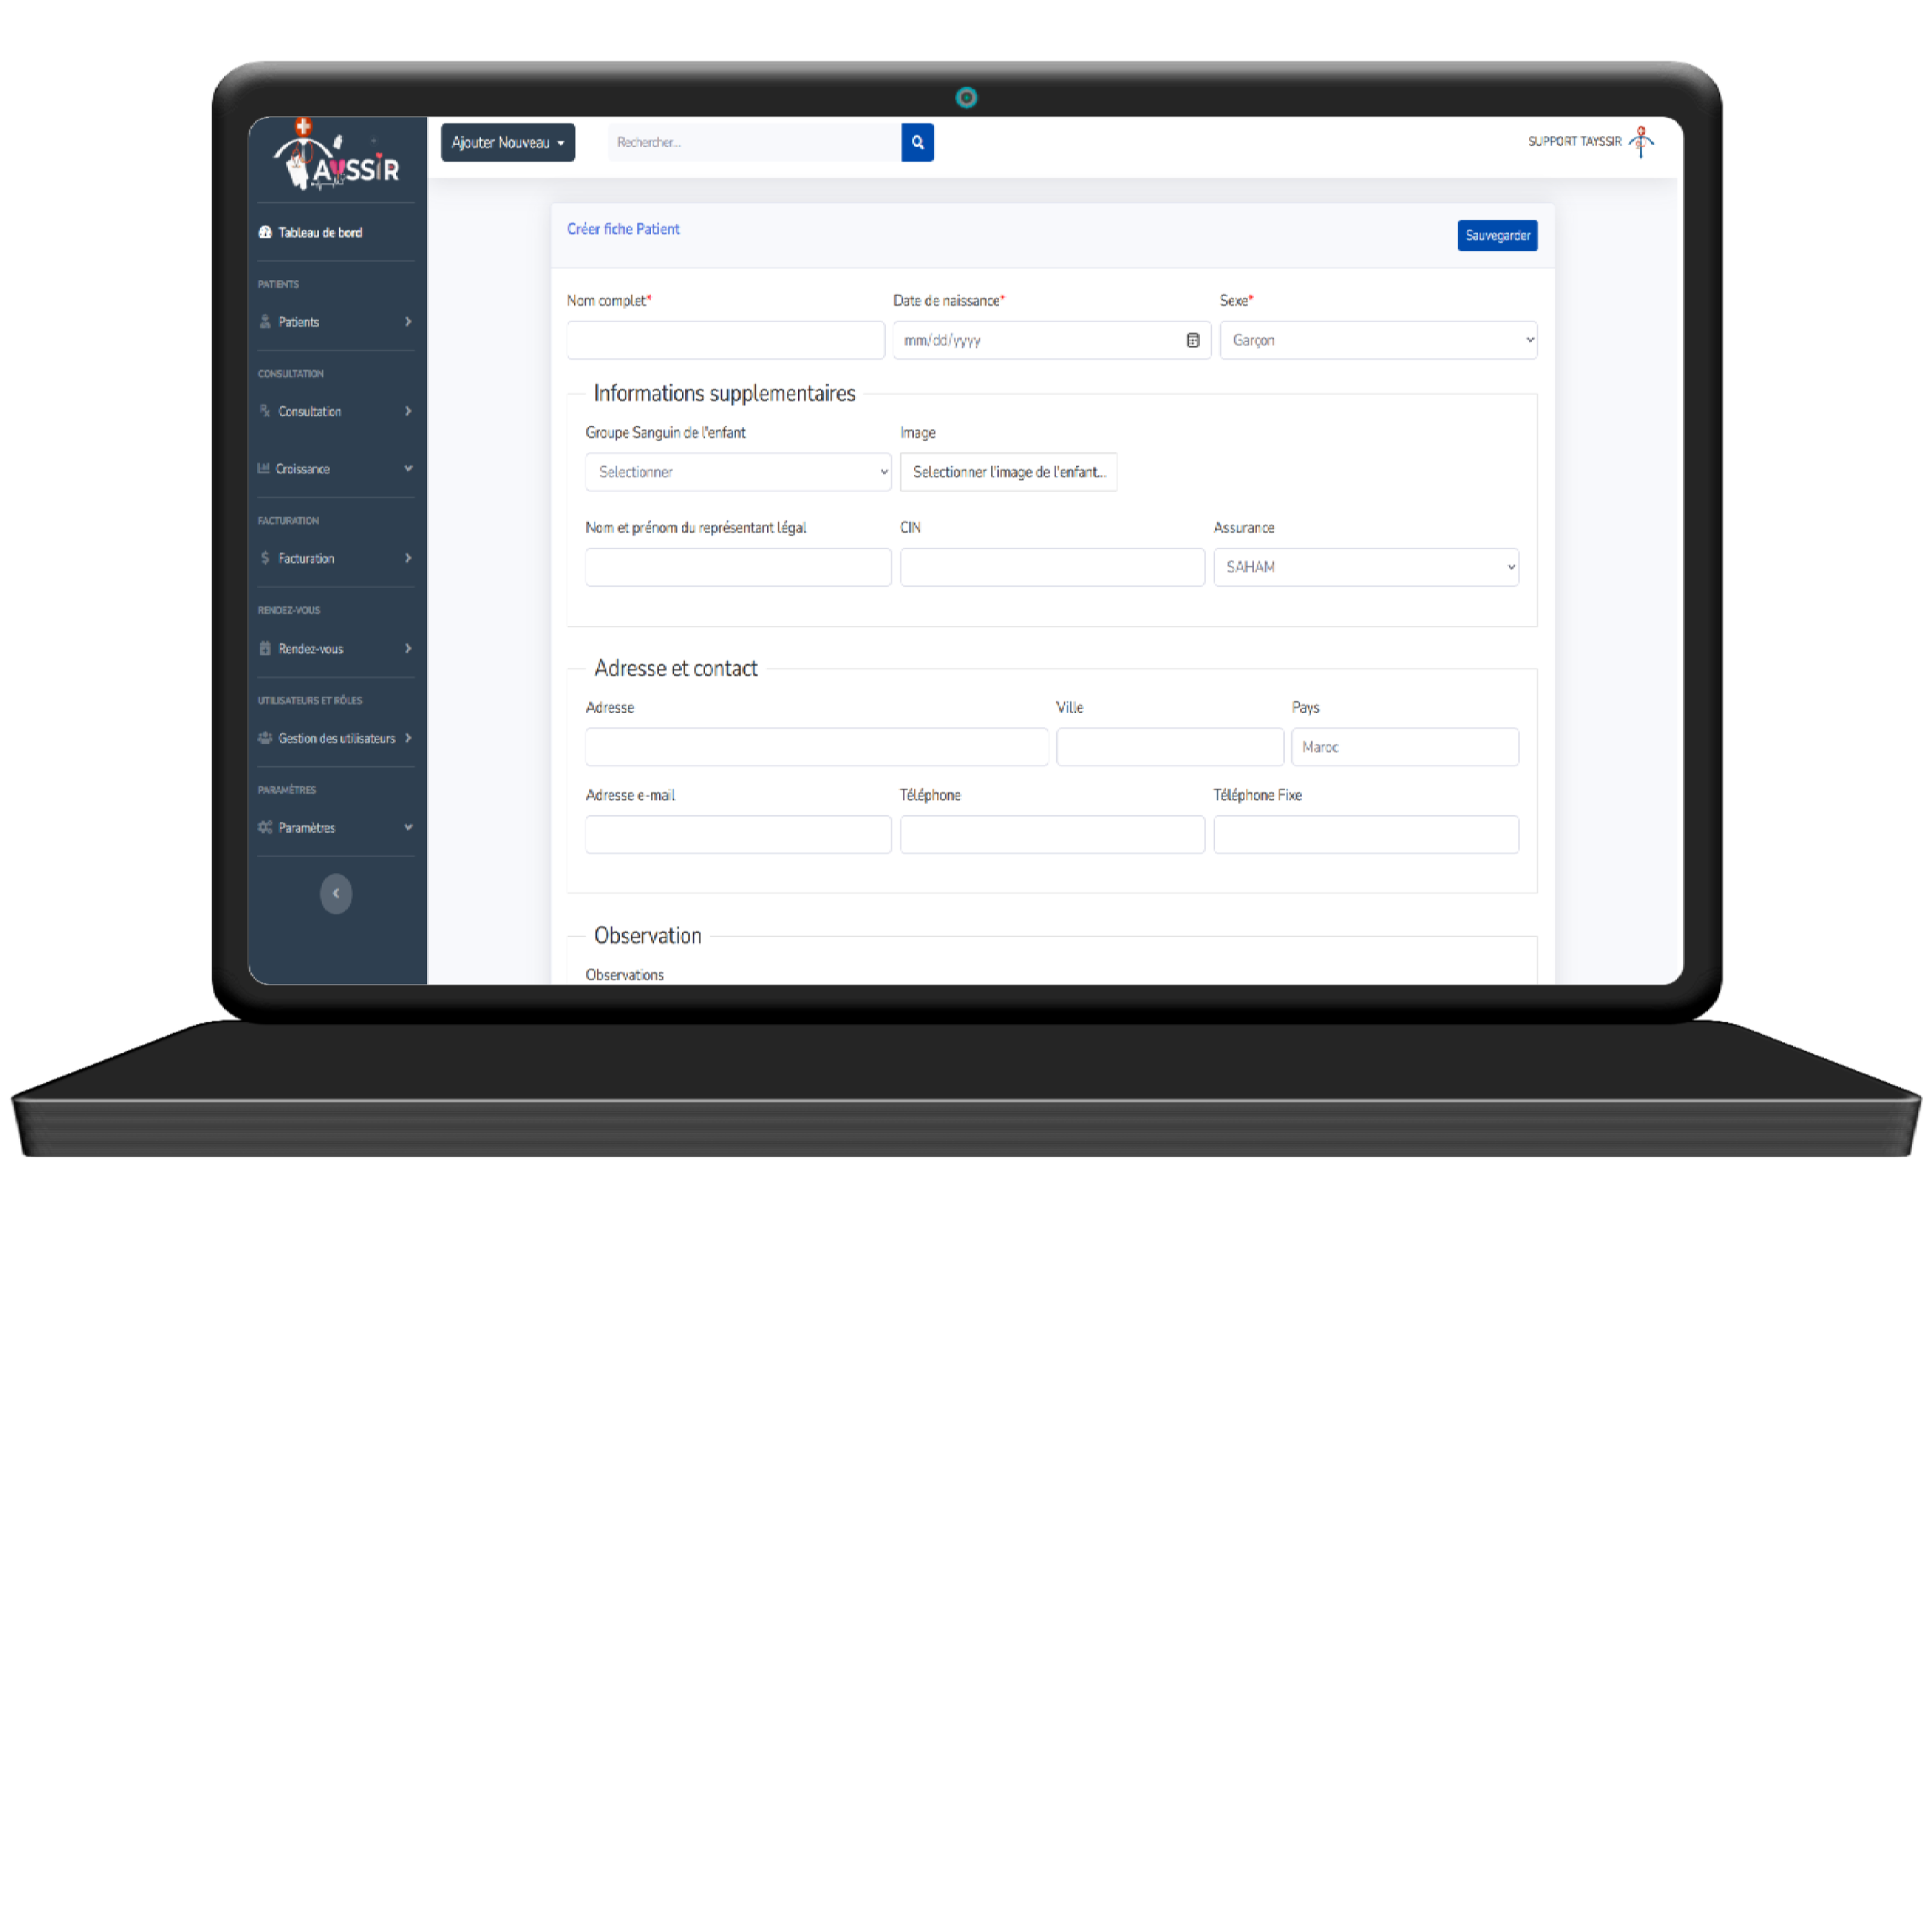 TAYSSIR
Ajouter Nouveau
Rechercher...
SUPPORT TAYSSIR
Tableau de bord
PATIENTS
Patients
CONSULTATION
Consultation
Croissance
FACTURATION
$ Facturation
RENDEZ-VOUS
Rendez-vous
UTILISATEURS ET RÔLES
Gestion des utilisateurs
PARAMÈTRES
Paramètres
Créer fiche Patient
Sauvegarder
Nom complet* Date de naissance* Sexe*
mm/dd/yyyy Garçon
Informations supplementaires
Groupe Sanguin de l'enfant Image
Selectionner Selectionner l'image de l'enfant...
Nom et prénom du représentant légal CIN Assurance
SAHAM
Adresse et contact
Adresse Ville Pays
Maroc
Adresse e-mail Téléphone Téléphone Fixe
Observation
Observations